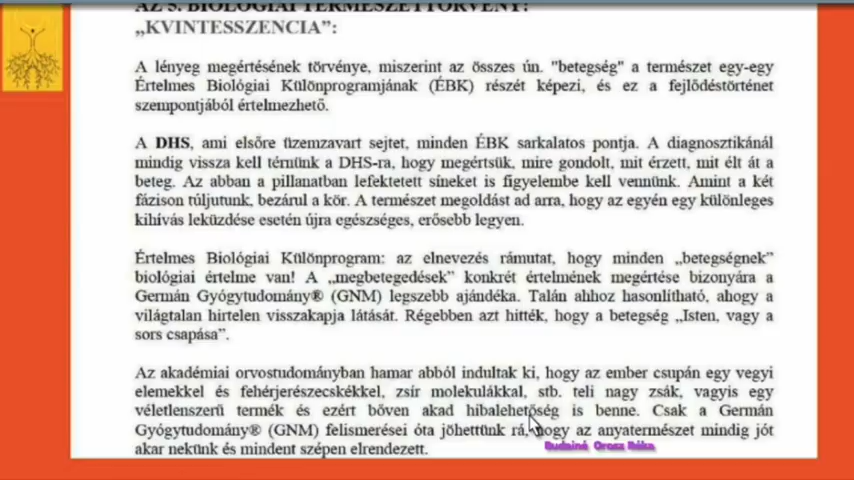 AZ 5. BIOLÓGIAI TERMÉSZETTÖRVÉNY:
„KVINTESSZENCIA”:
A lényeg megértésének törvénye, miszerint az összes ún. "betegség" a természet egy-egy
Értelmes Biológiai Különprogramjának (ÉBK) részét képezi, és ez a fejlődéstörténet
szempontjából értelmezhető.
A DHS, ami elsőre üzemzavart sejtet, minden ÉBK sarkalatos pontja. A diagnosztikánál
mindig vissza kell térnünk a DHS-ra, hogy megértsük, mire gondolt, mit érzett, mit élt át a
beteg. Az abban a pillanatban lefektetett síneket is figyelembe kell vennünk. Amint a két
fázison túljutunk, bezárul a kör. A természet megoldást ad arra, hogy az egyén egy különleges
kihívás leküzdése esetén újra egészséges, erősebb legyen.
Értelmes Biológiai Különprogram: az elnevezés rámutat, hogy minden „betegségnek”
biológiai értelme van! A „megbetegedések” konkrét értelmének megértése bizonyára a
Germán Gyógytudomány® (GNM) legszebb ajándéka. Talán ahhoz hasonlítható, ahogy a
világtalan hirtelen visszakapja látását. Régebben azt hitték, hogy a betegség „Isten, vagy a
sors csapása”.
Az akadémiai orvostudományban hamar abból indultak ki, hogy az ember csupán egy vegyi
elemekkel és fehérjerészecskékkel, zsír molekulákkal, stb. teli nagy zsák, vagyis egy
véletlenszerű termék és ezért bőven akad hibalehetőség is benne. Csak a Germán
Gyógytudomány® (GNM) felismerései óta jöhettünk rá, hogy az anyatermészet mindig jót
akar nekünk és mindent szépen elrendezett.
Budainé Orosz Réka